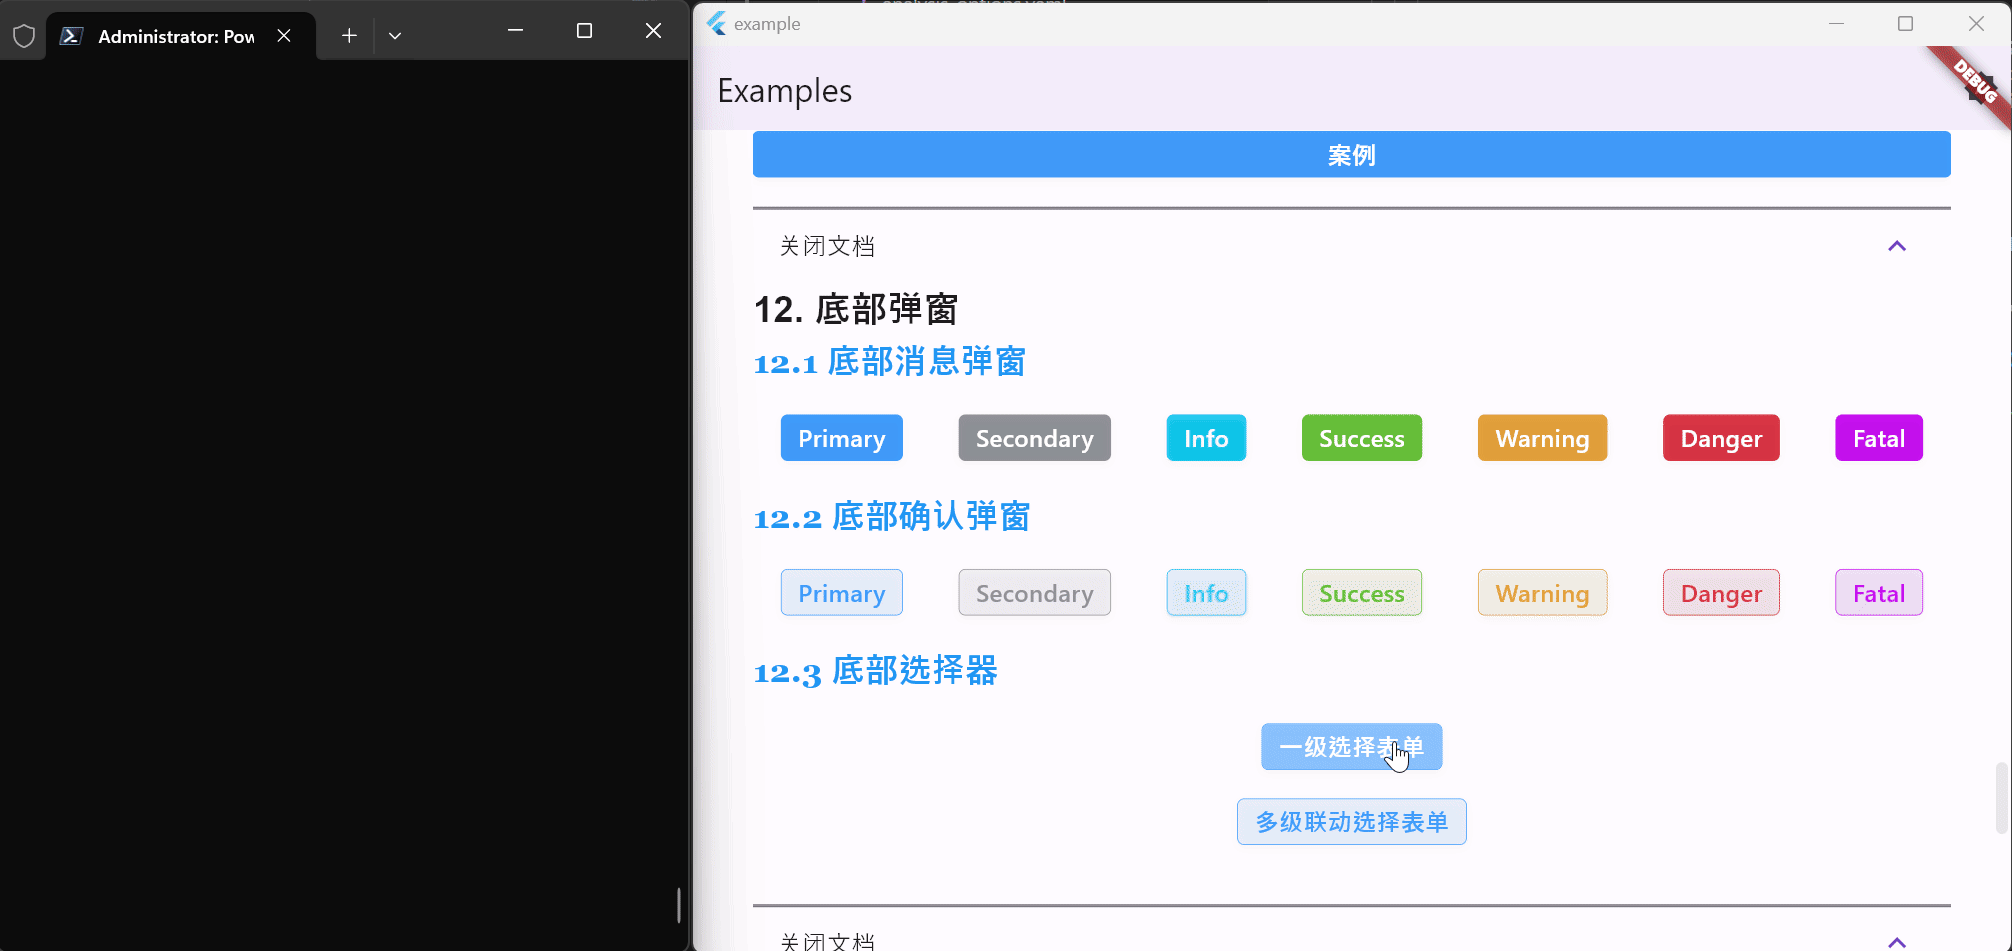 Administrator: Pow
example
Examples
DEBUG
案例
关闭文档
12. 底部弹窗
12.1 底部消息弹窗
Primary Secondary Info Success Warning Danger Fatal
12.2 底部确认弹窗
Primary Secondary Info Success Warning Danger Fatal
12.3 底部选择器
一级选择表单
多级联动选择表单
关闭文档